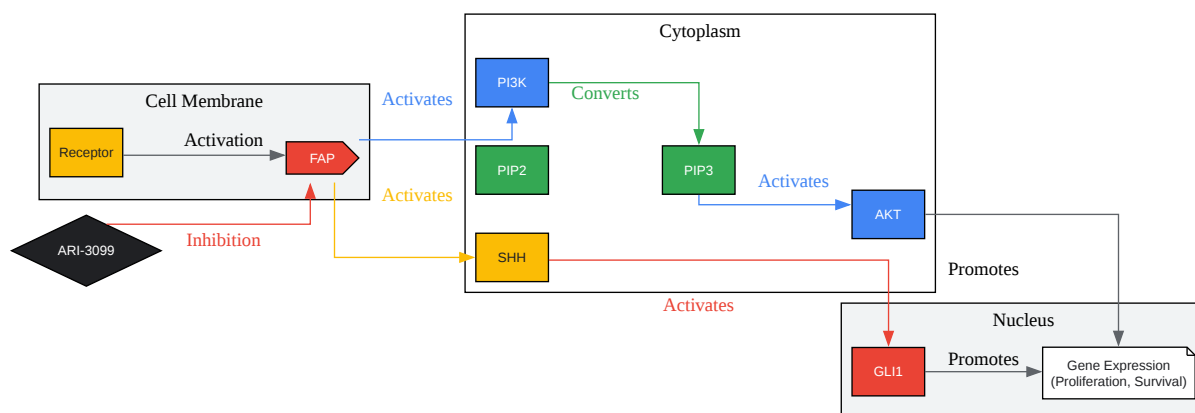 Cytoplasm
PI3K
Activates
Converts
Cell Membrane
Receptor
Activation
FAP
PIP2
PIP3
Activates
Activates
AKT
ARI-3099
Inhibition
SHH
Activates
Promotes
Nucleus
GLI1
Promotes
Gene Expression
(Proliferation, Survival)